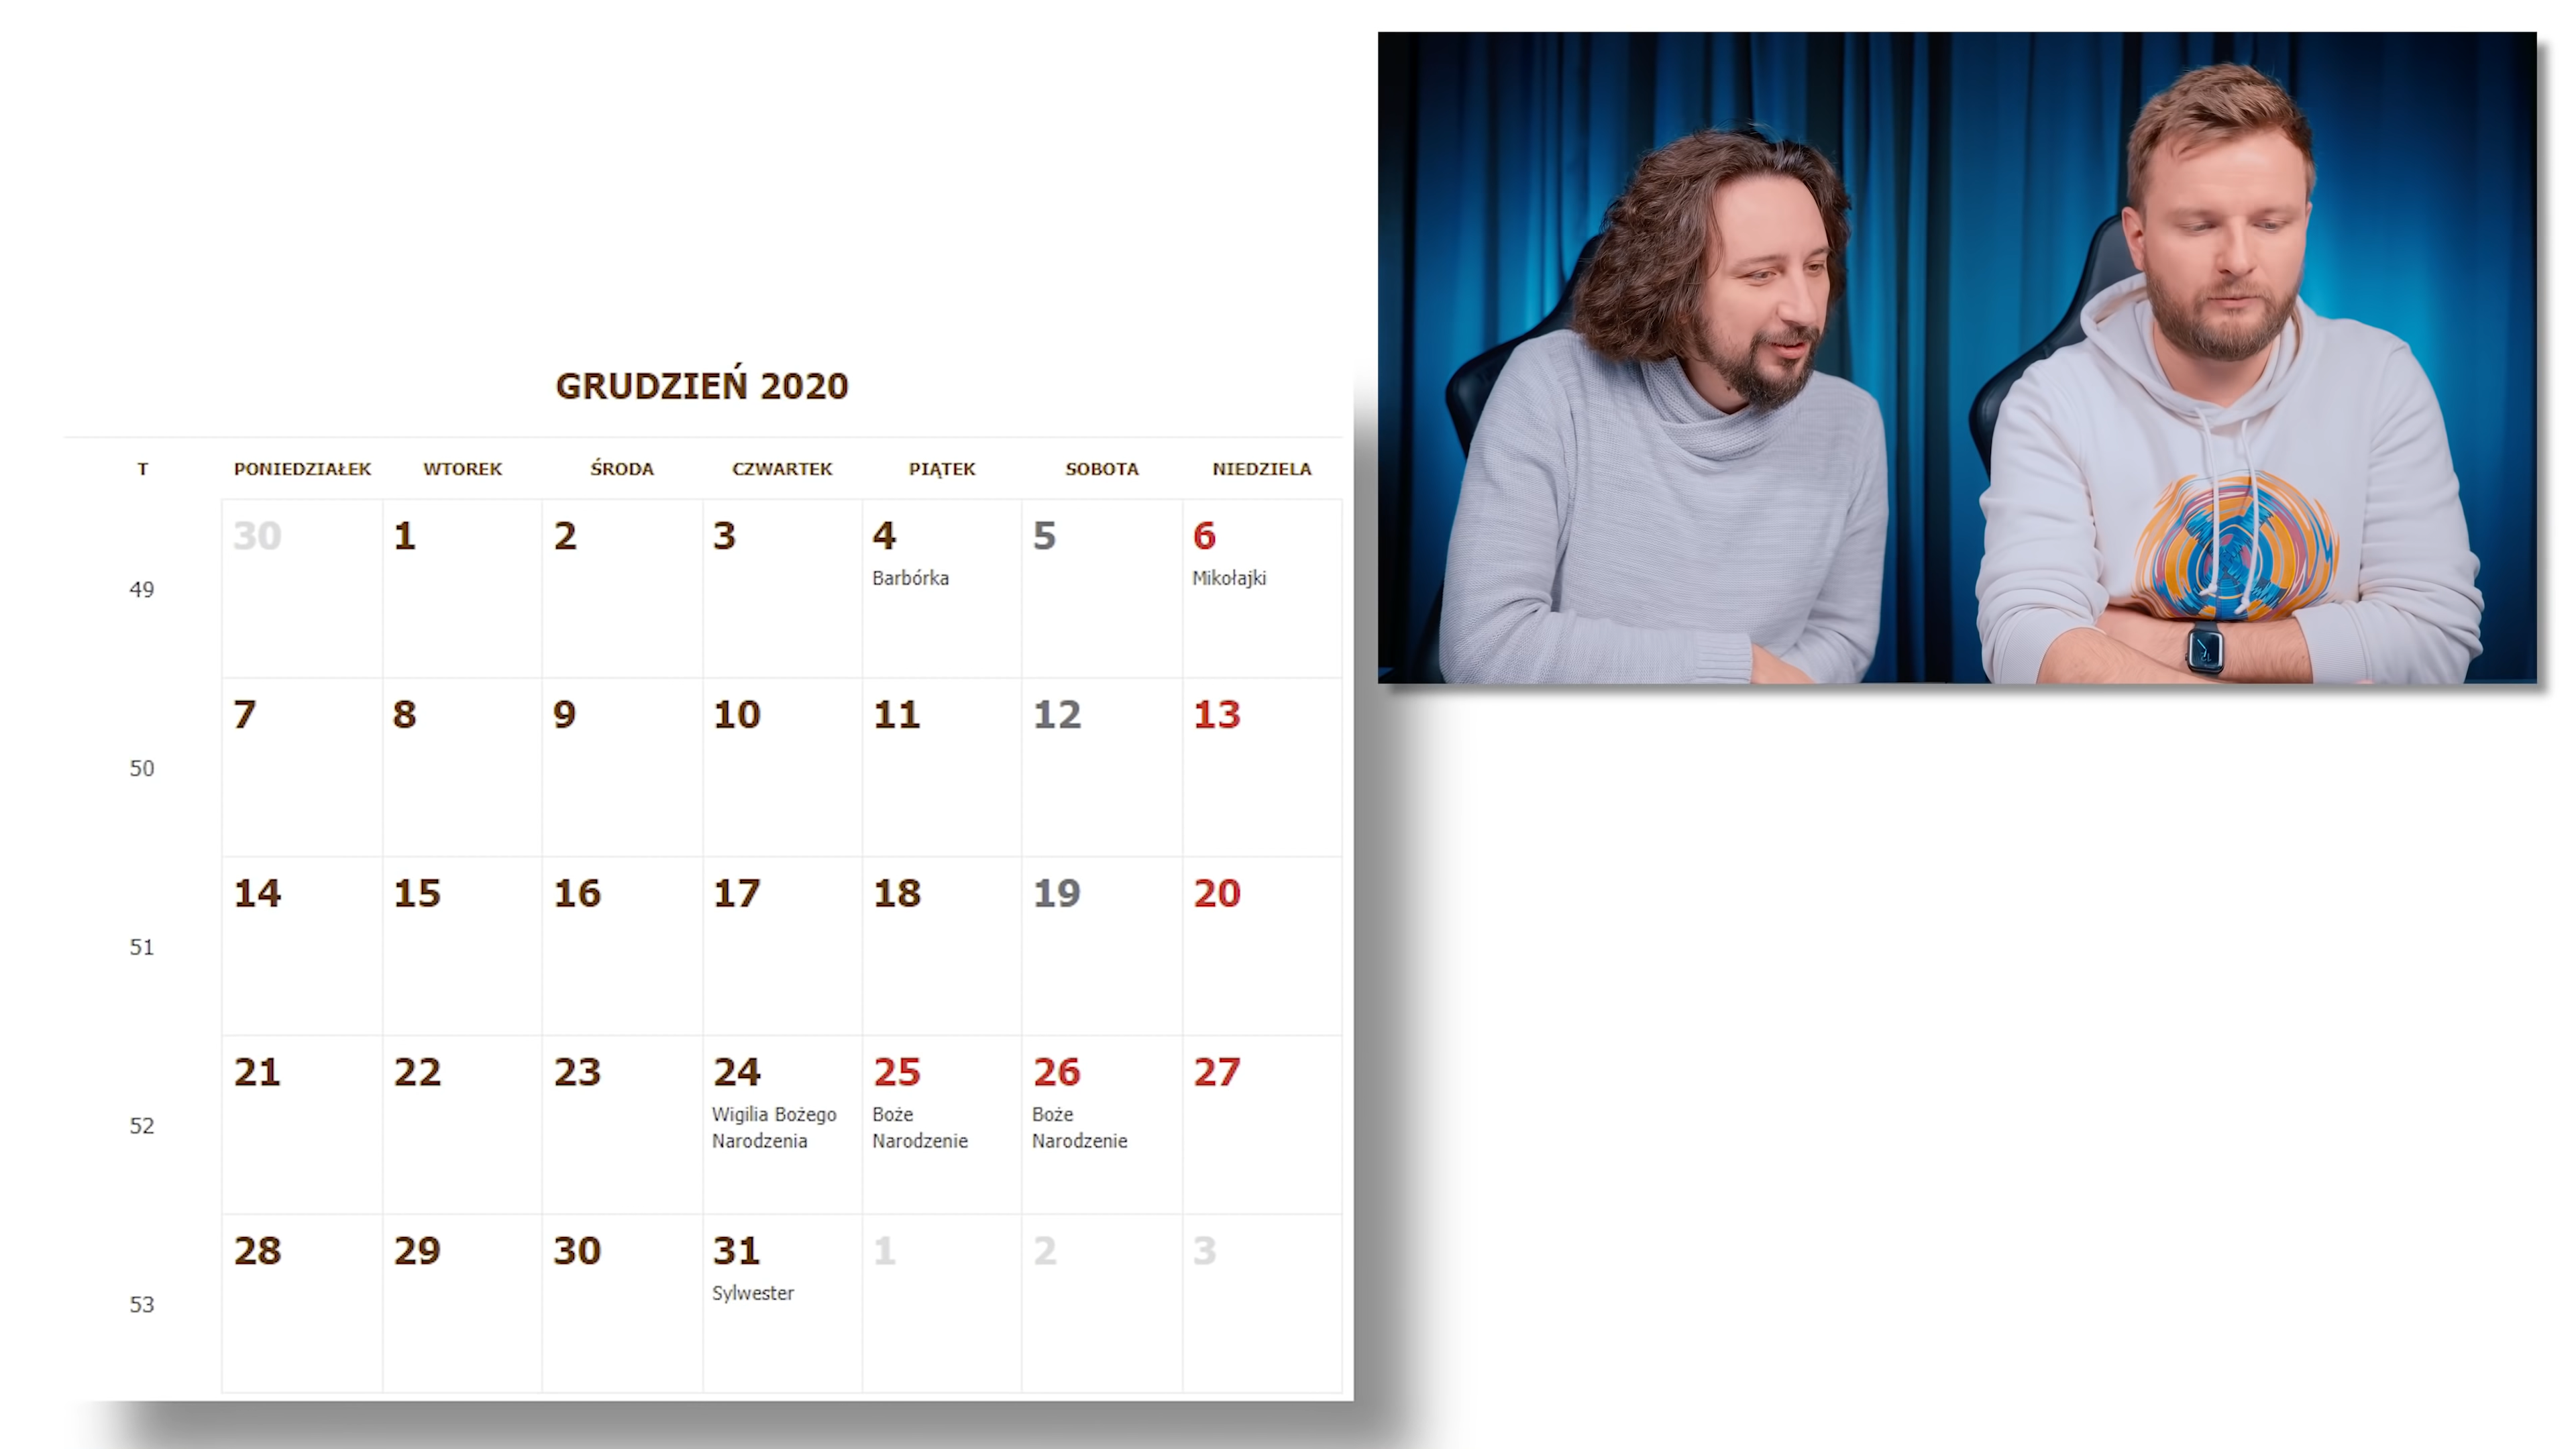 GRUDZIEŃ 2020
T PONIEDZIAŁEK WTOREK ŚRODA CZWARTEK PIĄTEK SOBOTA NIEDZIELA
49 30 1 2 3 4 5 6
Barbórka Mikołajki
50 7 8 9 10 11 12 13
51 14 15 16 17 18 19 20
52 21 22 23 24 25 26 27
Wigilia Bożego Boże Boże
Narodzenia Narodzenie Narodzenie
53 28 29 30 31 1 2 3
Sylwester